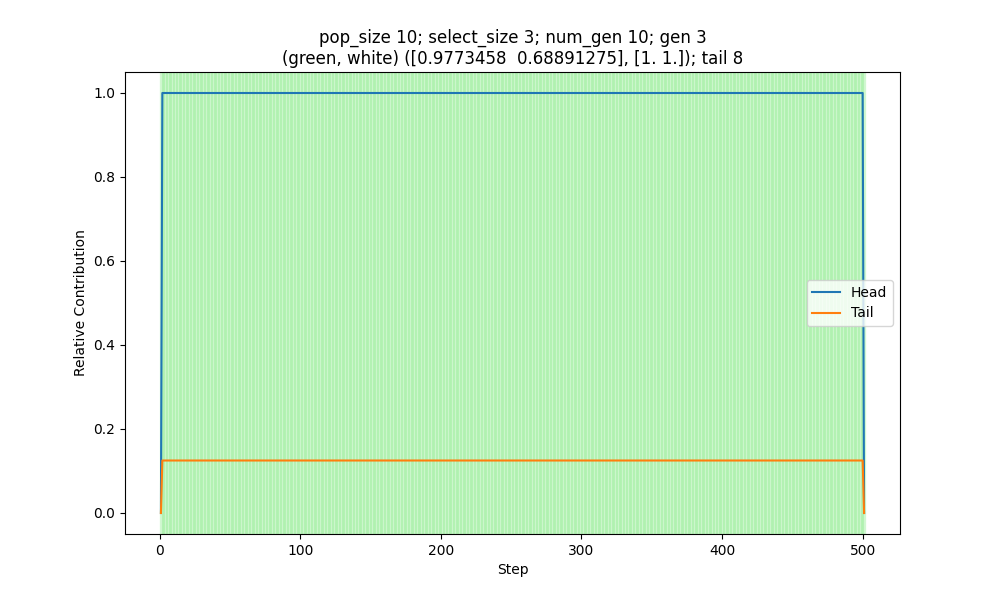 pop_size 10; select_size 3; num_gen 10; gen 3
(green, white) ([0.9773458  0.68891275], [1. 1.]); tail 8
1.0
0.8
0.6
0.4
0.2
0.0
Relative Contribution
Head
Tail
0
100
200
300
400
500
Step